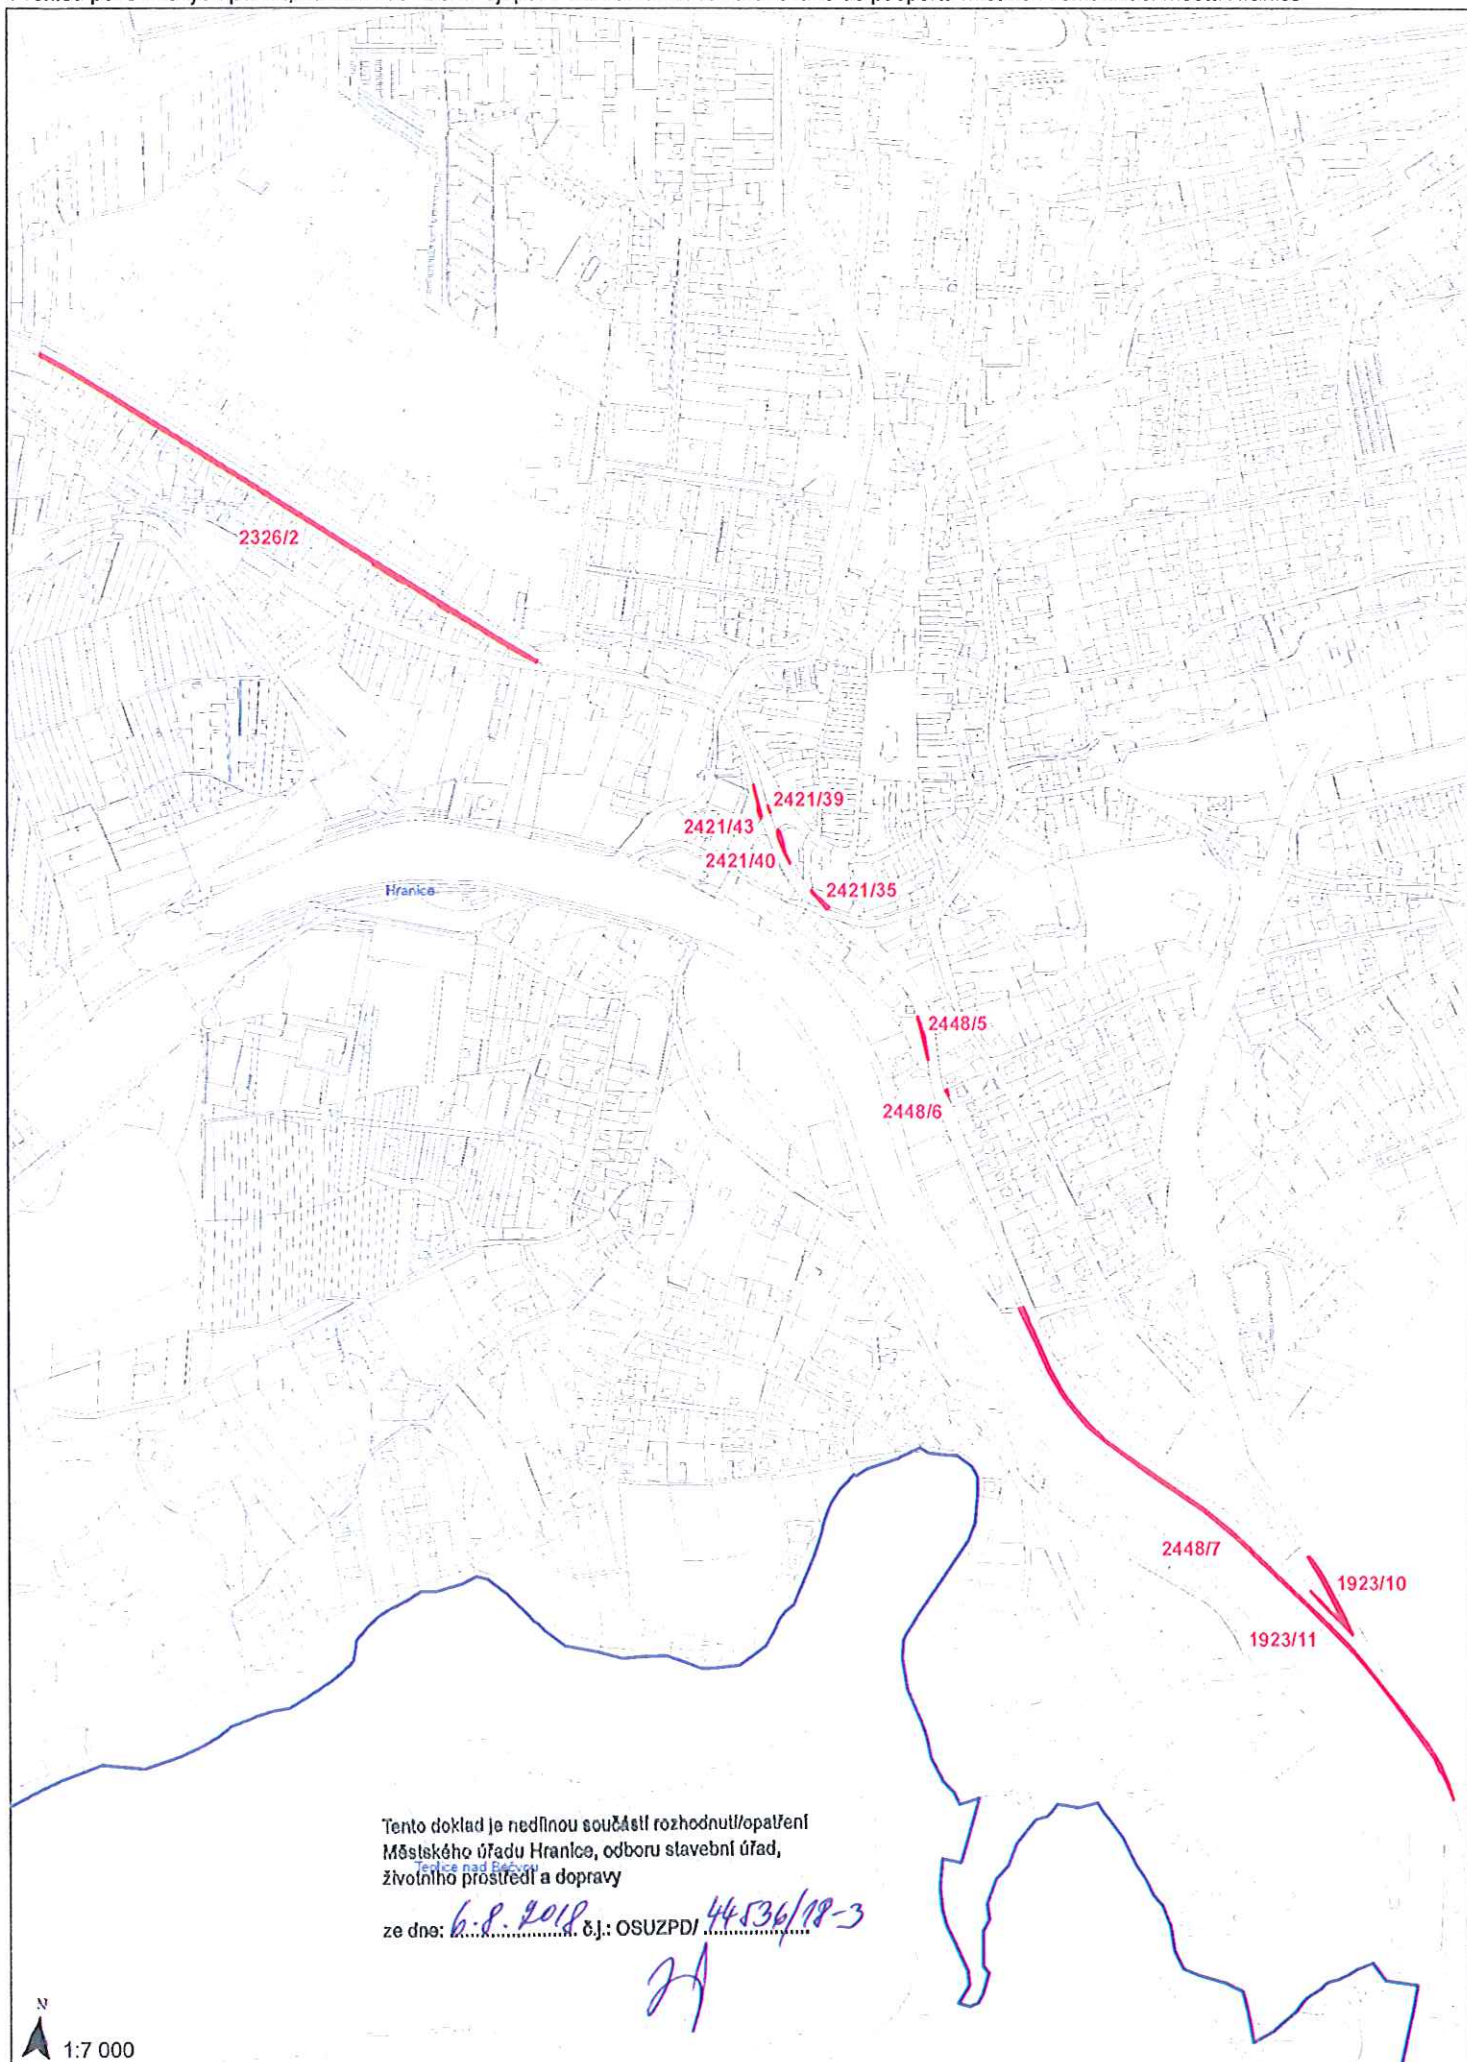 2326/2
2421/39
2421/43
2421/40
2421/35
Hranice
2448/5
2448/6
2448/7
1923/10
1923/11
Tento doklad je nedílnou součástí rozhodnutí/opatření
Městského úřadu Hranice, odboru stavební úřad,
Teplice nad Bečvou
životního prostředí a dopravy
ze dne: 6.8.2018 č.j.: OSUZPD/ 44536/18-3
N
1:7 000